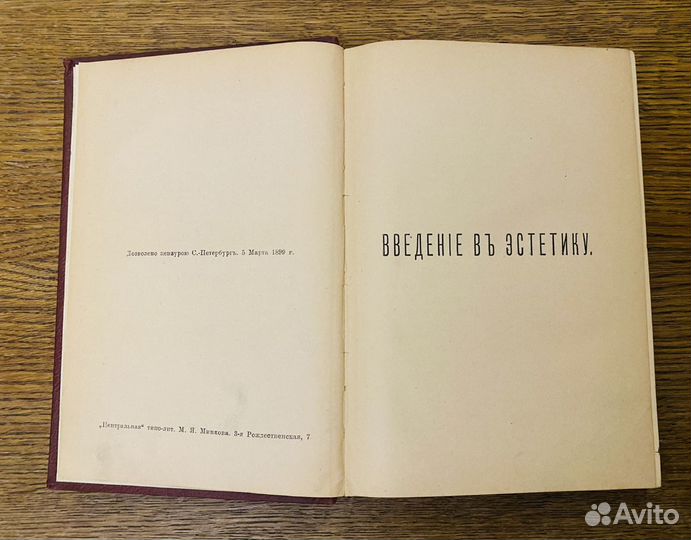 Дозволено цензурою С.-Петербургъ. 5 Марта 1899 г.
„Центральная“ типо-лит. М. Я. Минкова. 3-я Рождественская, 7
ВВЕДЕНІЕ ВЪ ЭСТЕТИКУ.
Avito